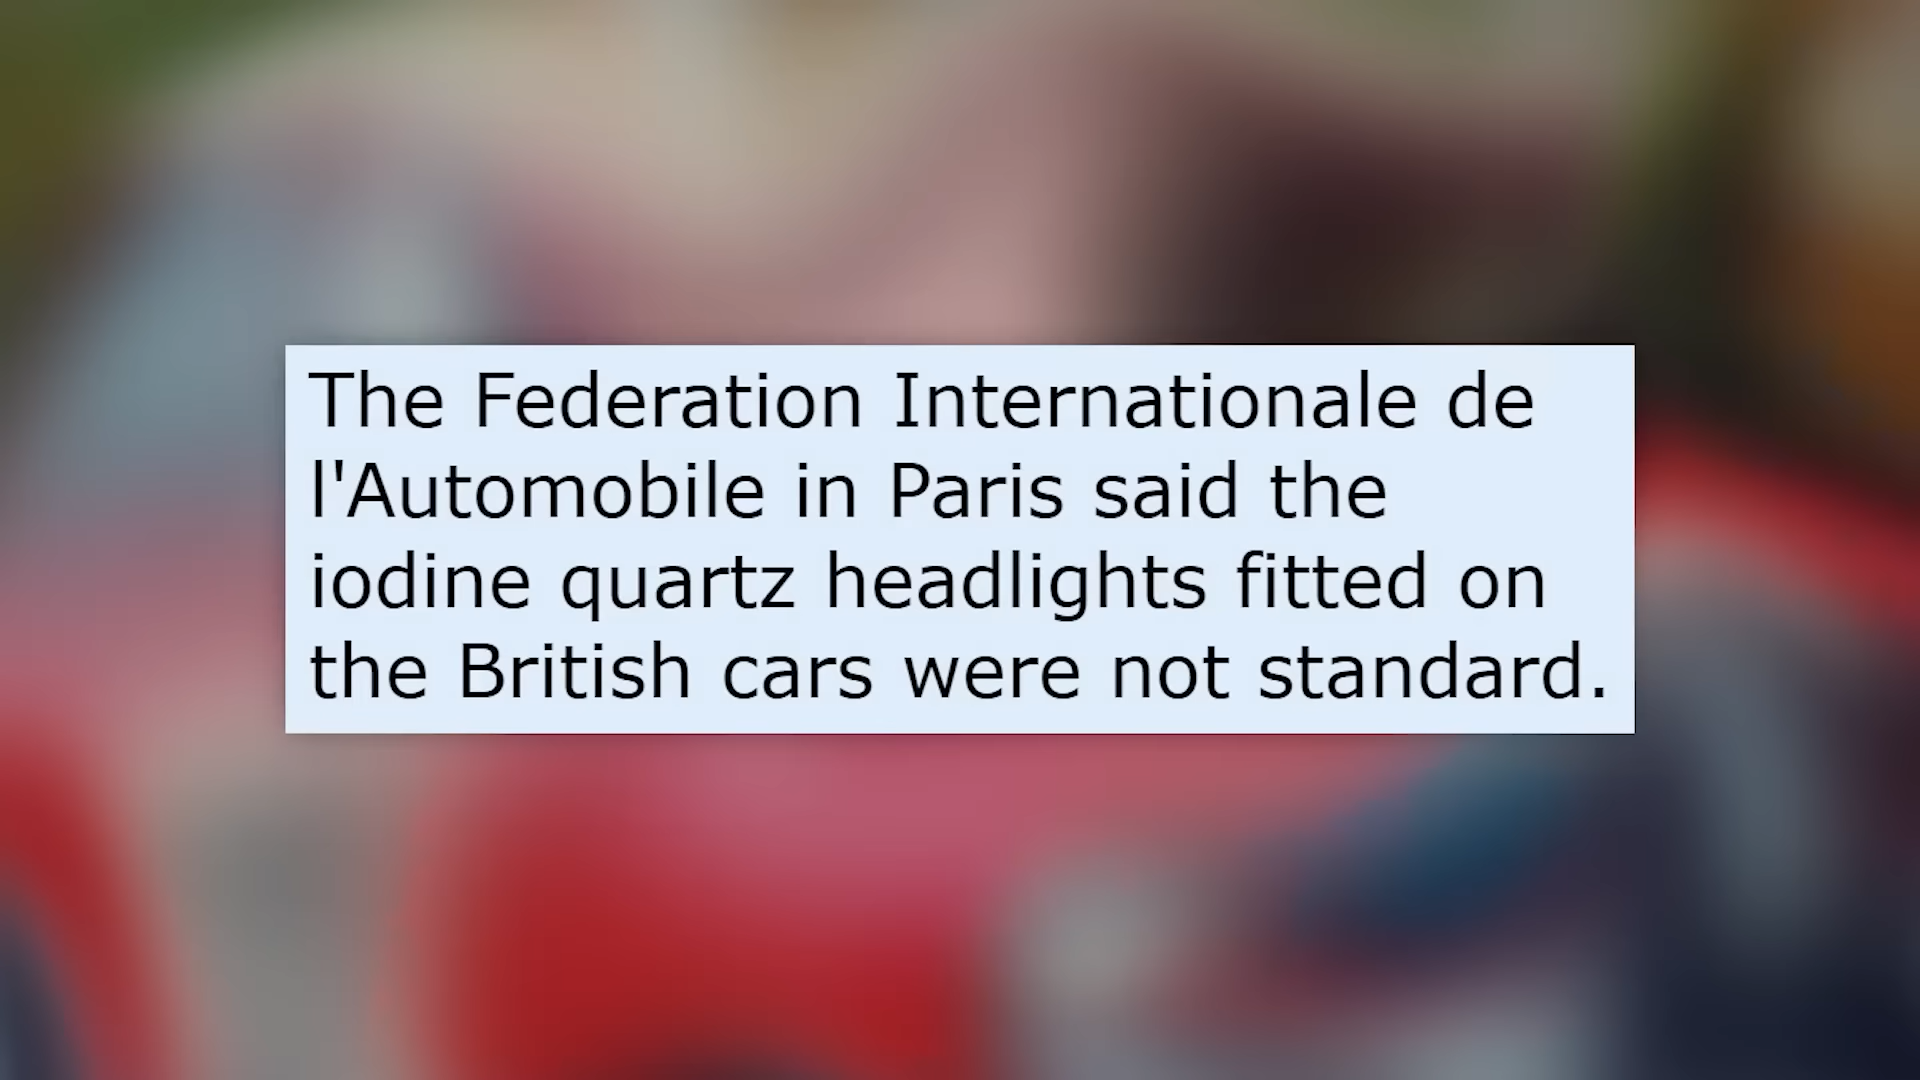 The Federation Internationale de
l'Automobile in Paris said the
iodine quartz headlights fitted on
the British cars were not standard.